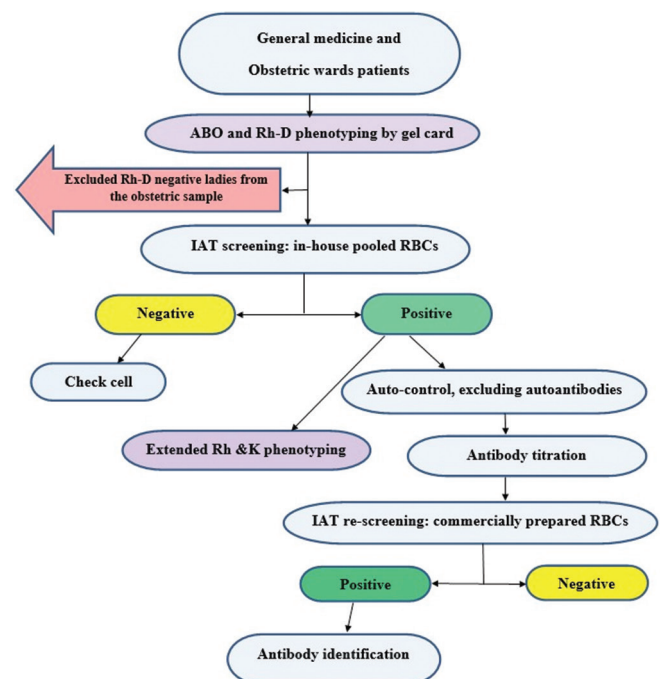 General medicine and
Obstetric wards patients
ABO and Rh-D phenotyping by gel card
Excluded Rh-D negative ladies from
the obstetric sample
IAT screening: in-house pooled RBCs
Negative
Positive
Check cell
Auto-control, excluding autoantibodies
Extended Rh &K phenotyping
Antibody titration
IAT re-screening: commercially prepared RBCs
Positive
Negative
Antibody identification